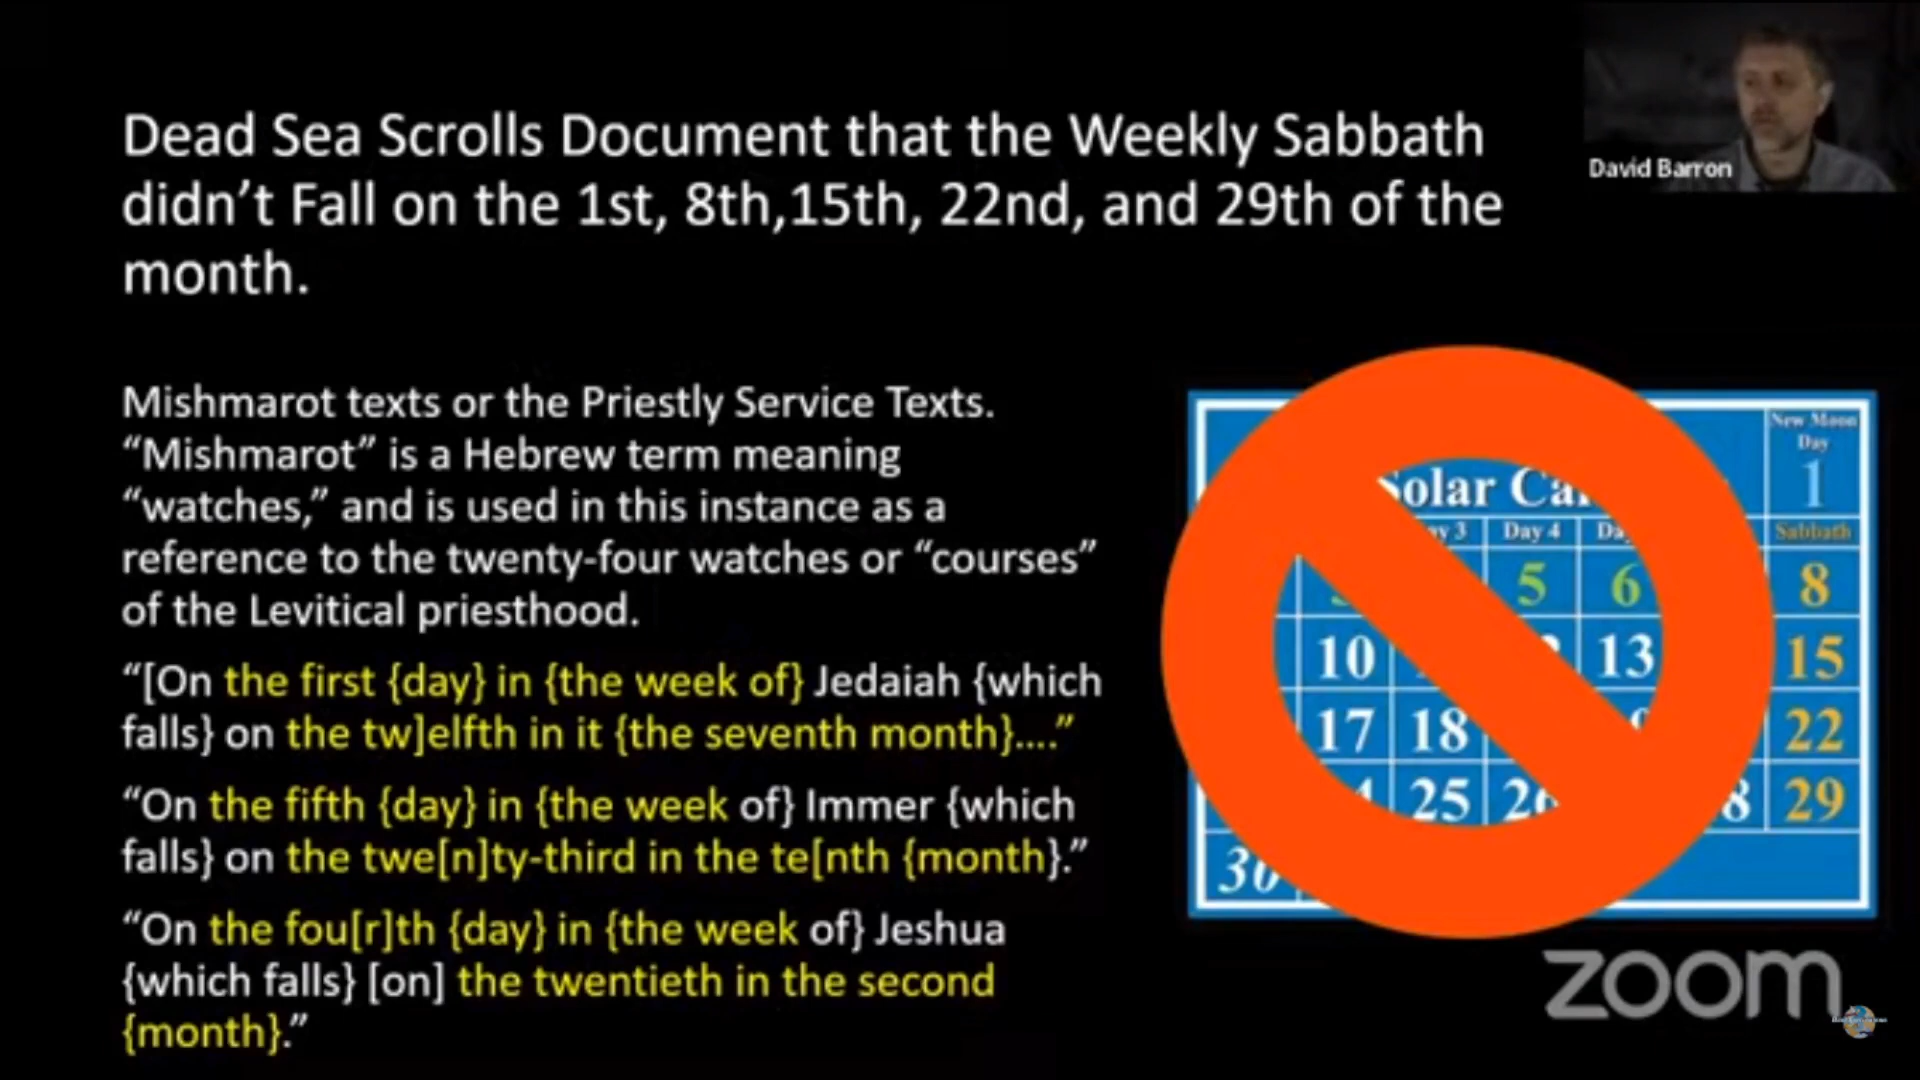 David Barron
Dead Sea Scrolls Document that the Weekly Sabbath
didn’t Fall on the 1st, 8th,15th, 22nd, and 29th of the
month.
Mishmarot texts or the Priestly Service Texts.
“Mishmarot” is a Hebrew term meaning
“watches,” and is used in this instance as a
reference to the twenty-four watches or “courses”
of the Levitical priesthood.
“[On the first {day} in {the week of} Jedaiah {which
falls} on the tw]elfth in it {the seventh month}....”
“On the fifth {day} in {the week of} Immer {which
falls} on the twe[n]ty-third in the te[nth {month}.”
“On the fou[r]th {day} in {the week of} Jeshua
{which falls} [on] the twentieth in the second
{month}.”
New Moon
Day
1
Solar
Day 4
Sabbath
5 6 8
10 13 15
17 18 22
25 29
30
zoom